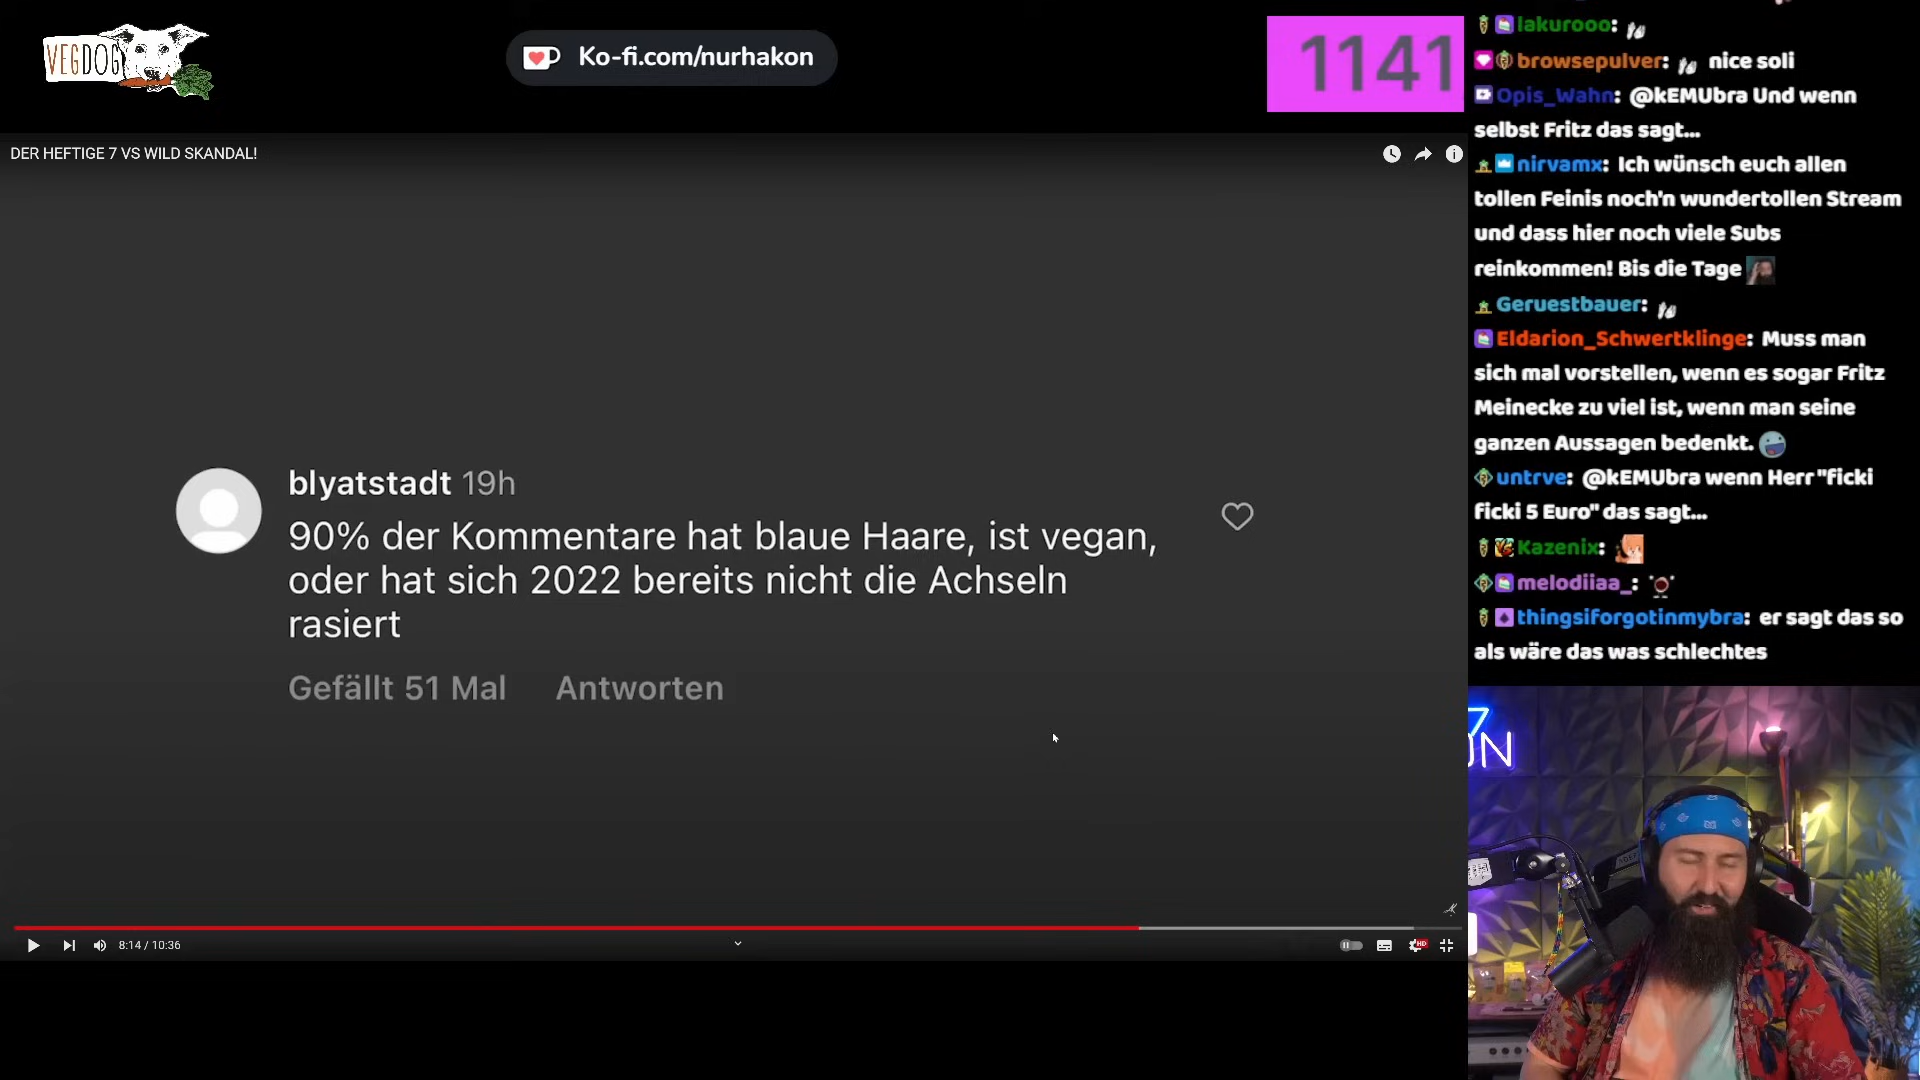 VEGDOG
Ko-fi.com/nurhakon
1141
DER HEFTIGE 7 VS WILD SKANDAL!
blyatstadt 19h
90% der Kommentare hat blaue Haare, ist vegan,
oder hat sich 2022 bereits nicht die Achseln
rasiert
Gefällt 51 Mal Antworten
8:14 / 10:36
HD
lakurooo:
browsepulver: nice soli
Opis_Wahn: @kEMUbra Und wenn
selbst Fritz das sagt...
nirvamx: Ich wünsch euch allen
tollen Feinis noch'n wundertollen Stream
und dass hier noch viele Subs
reinkommen! Bis die Tage
Geruestbauer:
Eldarion_Schwertklinge: Muss man
sich mal vorstellen, wenn es sogar Fritz
Meinecke zu viel ist, wenn man seine
ganzen Aussagen bedenkt.
untrve: @kEMUbra wenn Herr "ficki
ficki 5 Euro" das sagt...
Kazenix:
melodiiaa_:
thingsiforgotinmybra: er sagt das so
als wäre das was schlechtes